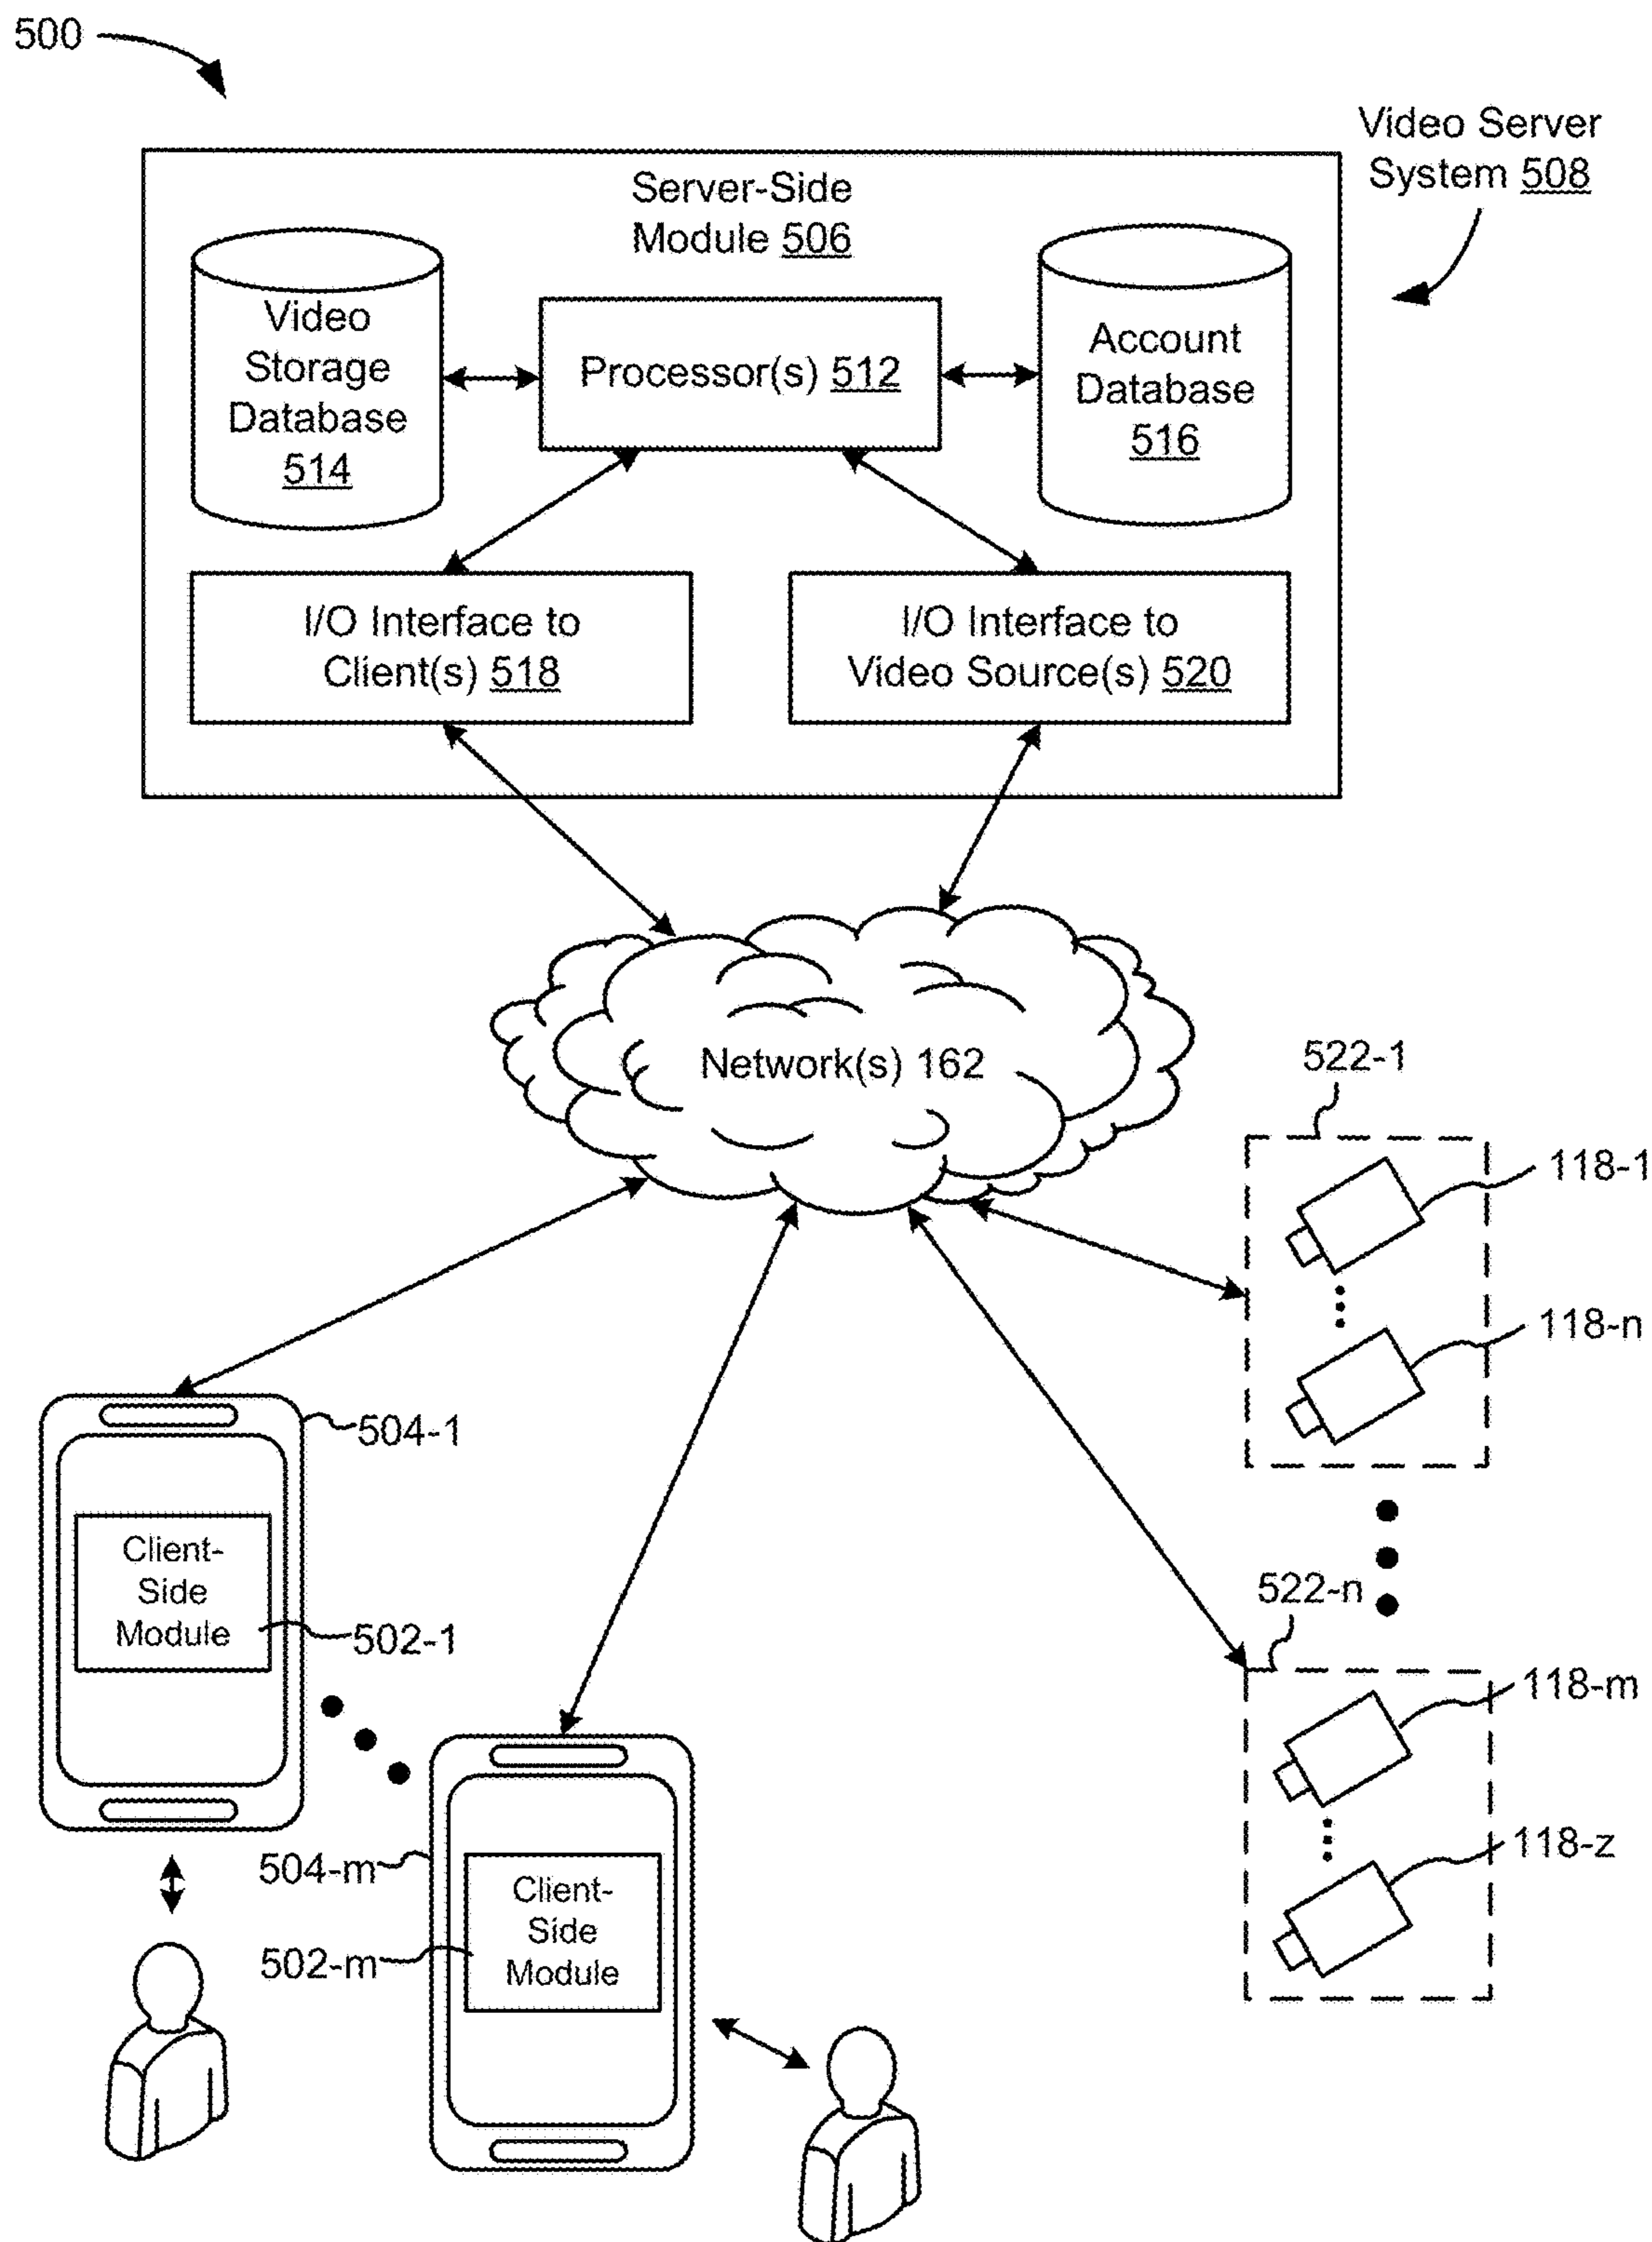 500
Video Server
System 508
Server-Side
Module 506
Video
Storage
Database
514
Processor(s) 512
Account
Database
516
I/O Interface to
Client(s) 518
I/O Interface to
Video Source(s) 520
Network(s) 162
522-1
118-1
118-n
504-1
Client-
Side
Module
502-1
522-n
118-m
118-z
504-m
Client-
Side
Module
502-m